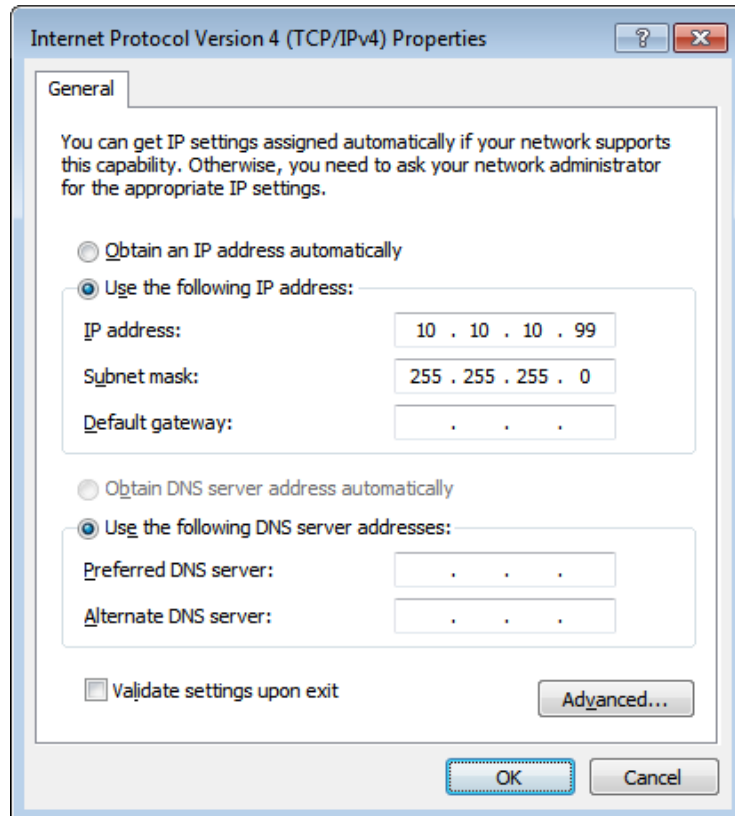 Internet Protocol Version 4 (TCP/IPv4) Properties
General
You can get IP settings assigned automatically if your network supports
this capability. Otherwise, you need to ask your network administrator
for the appropriate IP settings.
Obtain an IP address automatically
Use the following IP address:
IP address: 10 . 10 . 10 . 99
Subnet mask: 255 . 255 . 255 . 0
Default gateway: . . .
Obtain DNS server address automatically
Use the following DNS server addresses:
Preferred DNS server: . . .
Alternate DNS server: . . .
Validate settings upon exit
Advanced...
OK Cancel